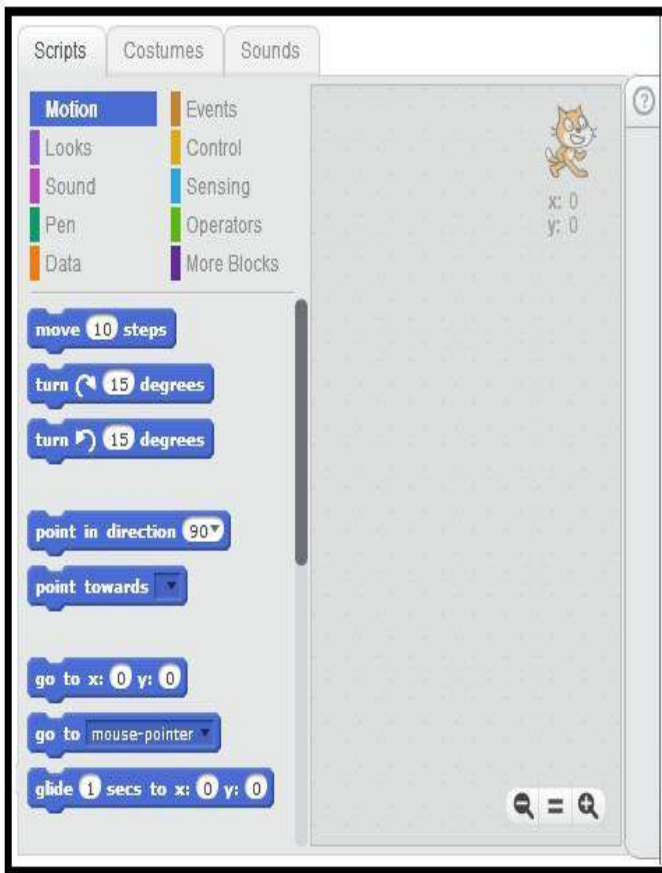 Scripts Costumes Sounds
Motion Events
Looks Control
Sound Sensing
Pen Operators
Data More Blocks
x: 0
y: 0
move 10 steps
turn 15 degrees
turn 15 degrees
point in direction 90
point towards
go to x: 0 y: 0
go to mouse-pointer
glide 1 secs to x: 0 y: 0
?
=